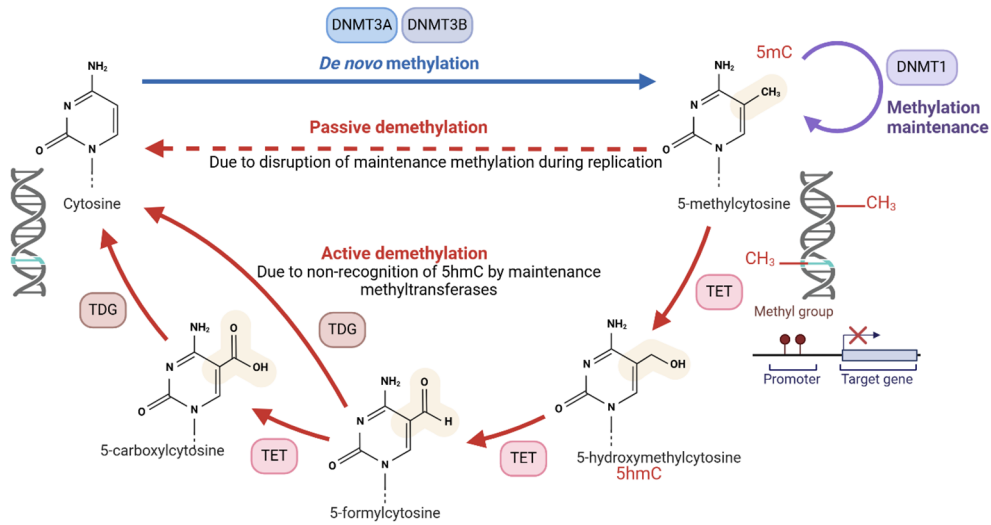 DNMT3A DNMT3B
De novo methylation
5mC
DNMT1
Methylation
maintenance
NH₂
N
O
N
Cytosine
NH₂
CH₃
N
O
N
5-methylcytosine
Passive demethylation
Due to disruption of maintenance methylation during replication
Active demethylation
Due to non-recognition of 5hmC by maintenance
methyltransferases
CH₃
CH₃
Methyl group
Promoter
Target gene
TET
NH₂
OH
N
O
N
5-hydroxymethylcytosine
5hmC
TET
NH₂
O
H
N
O
N
5-formylcytosine
TET
TDG
NH₂
O
OH
N
O
N
5-carboxylcytosine
TDG